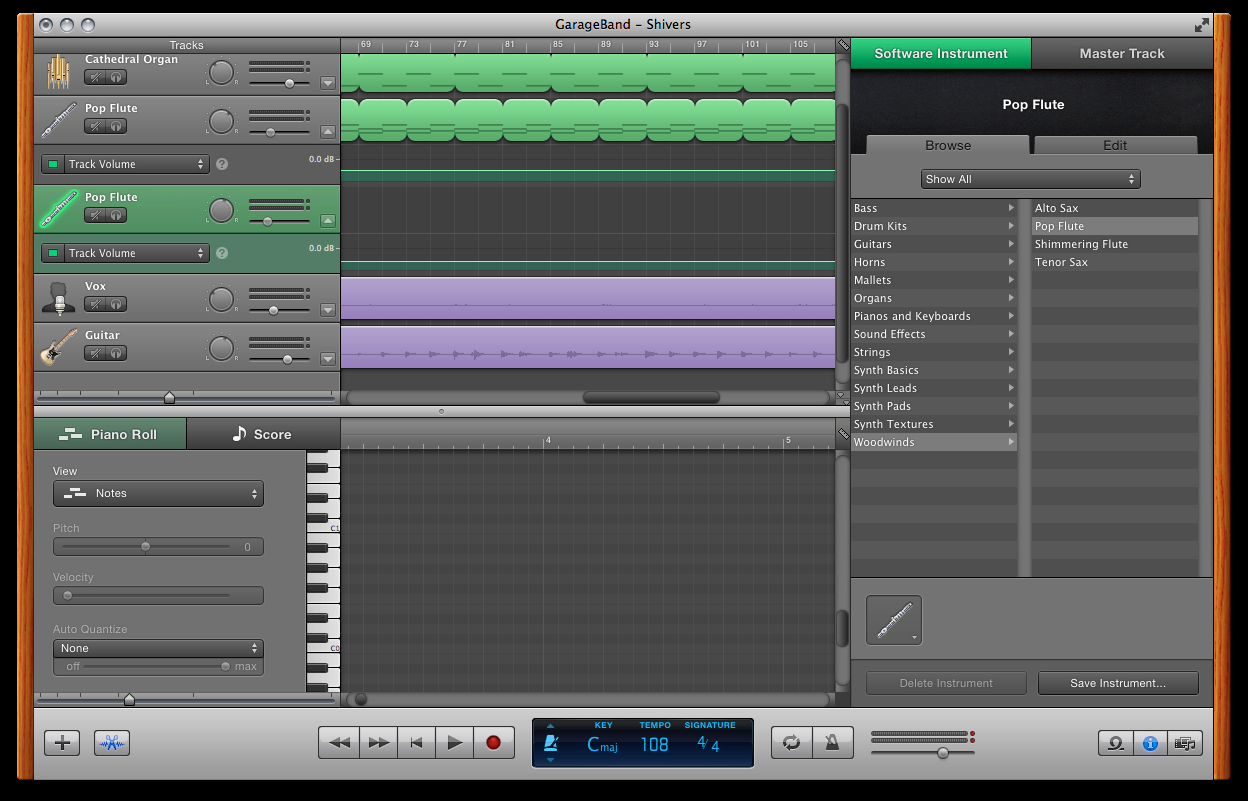 GarageBand – Shivers
Tracks
69 73 77 81 85 89 93 97 101 105
Cathedral Organ
L R
Pop Flute
L R
Track Volume ? 0.0 dB
Pop Flute
L R
Track Volume ? 0.0 dB
Vox
L R
Guitar
L R
Software Instrument Master Track
Pop Flute
Browse Edit
Show All
Bass
Drum Kits
Guitars
Horns
Mallets
Organs
Pianos and Keyboards
Sound Effects
Strings
Synth Basics
Synth Leads
Synth Pads
Synth Textures
Woodwinds
Alto Sax
Pop Flute
Shimmering Flute
Tenor Sax
Delete Instrument Save Instrument...
Piano Roll Score
4 5
View
Notes
Pitch
0
Velocity
Auto Quantize
None
off max
C1
C0
KEY TEMPO SIGNATURE
Cmaj 108 4/4
i